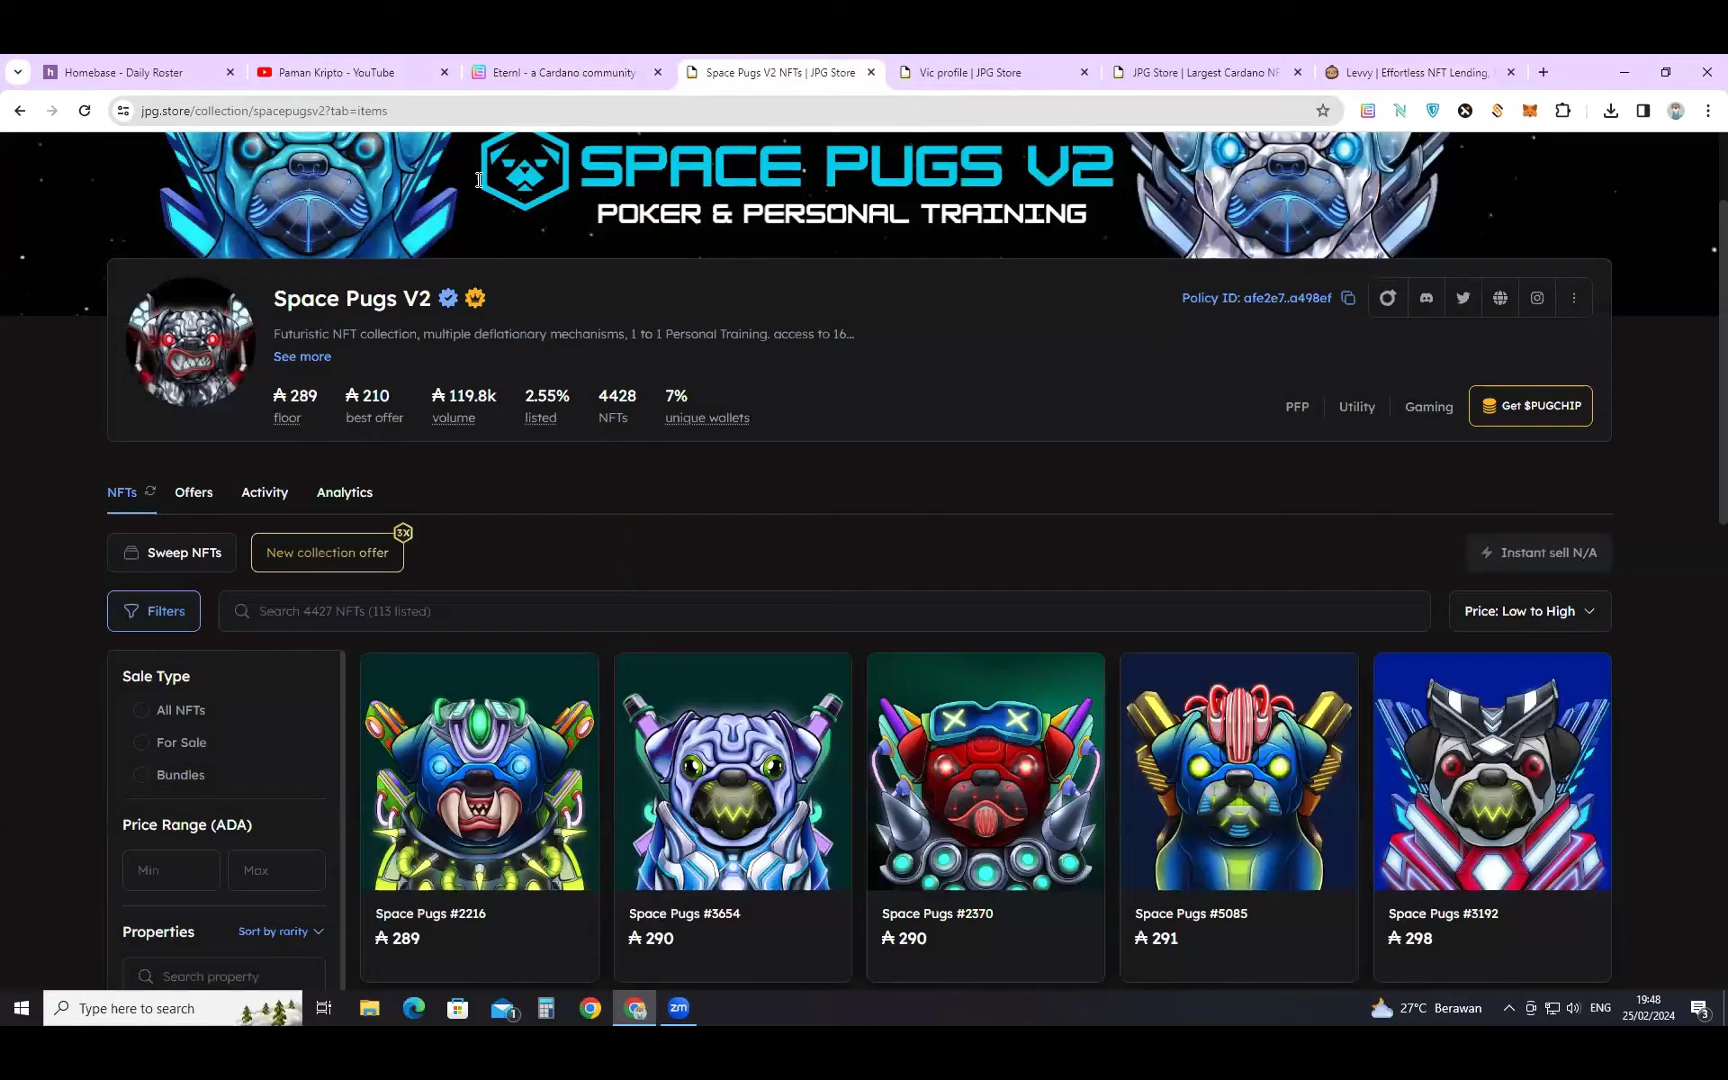 Homebase - Daily Roster
Paman Kripto - YouTube
Eternl - a Cardano community
Space Pugs V2 NFTs | JPG Store
Vic profile | JPG Store
JPG Store | Largest Cardano NF
Levvy | Effortless NFT Lending,
jpg.store/collection/spacepugsv2?tab=items
SPACE PUGS V2
POKER & PERSONAL TRAINING
Space Pugs V2
Policy ID: afe2e7..a498ef
Futuristic NFT collection, multiple deflationary mechanisms, 1 to 1 Personal Training. access to 16...
See more
₳ 289
₳ 210
₳ 119.8k
2.55%
4428
7%
floor
best offer
volume
listed
NFTs
unique wallets
PFP
Utility
Gaming
Get $PUGCHIP
NFTs
Offers
Activity
Analytics
3X
Sweep NFTs
New collection offer
Instant sell N/A
Filters
Search 4427 NFTs (113 listed)
Price: Low to High
Sale Type
All NFTs
For Sale
Bundles
Price Range (ADA)
Min
Max
Properties
Sort by rarity
Search property
Space Pugs #2216
₳ 289
Space Pugs #3654
₳ 290
Space Pugs #2370
₳ 290
Space Pugs #5085
₳ 291
Space Pugs #3192
₳ 298
Type here to search
1
zm
27°C Berawan
ENG
19:48
25/02/2024
3